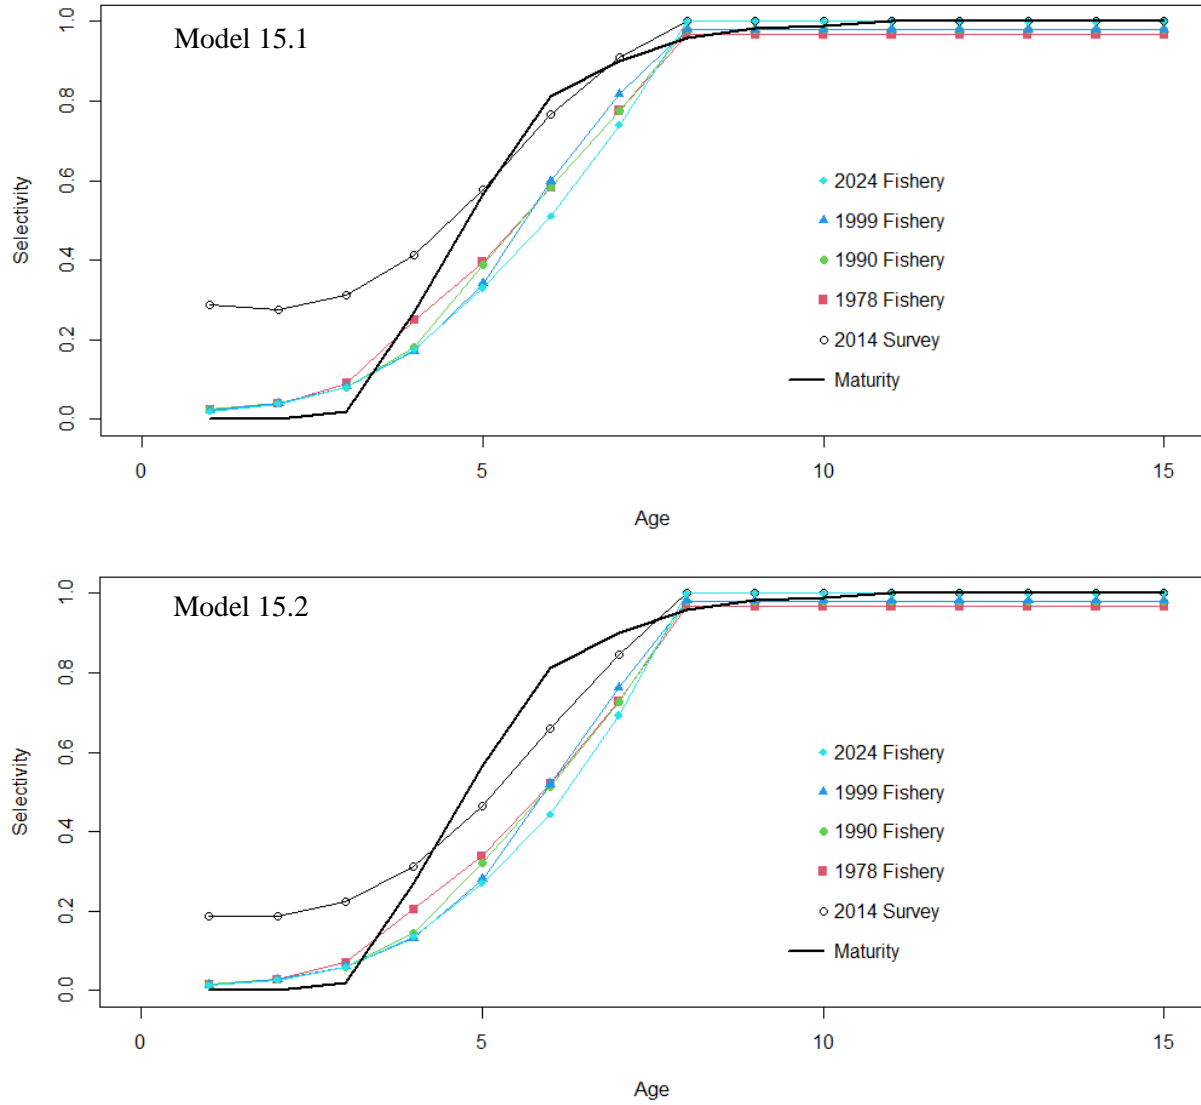 Model 15.1
1.0
0.8
0.6
0.4
0.2
0.0
Selectivity
2024 Fishery
1999 Fishery
1990 Fishery
1978 Fishery
2014 Survey
Maturity
0 5 10 15
Age
Model 15.2
1.0
0.8
0.6
0.4
0.2
0.0
Selectivity
2024 Fishery
1999 Fishery
1990 Fishery
1978 Fishery
2014 Survey
Maturity
0 5 10 15
Age